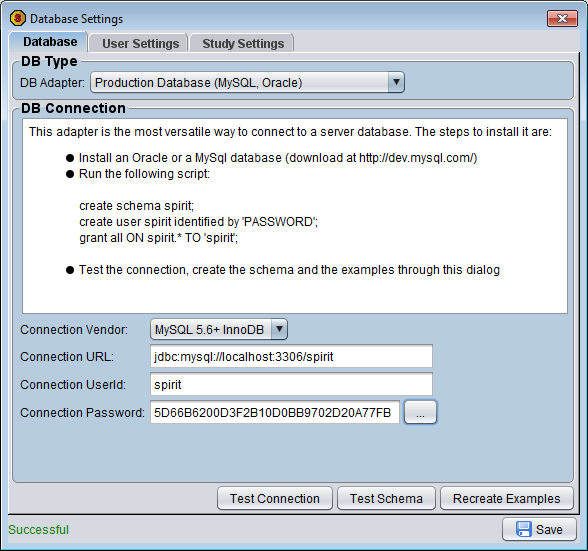 Database Settings
Database
User Settings
Study Settings
DB Type
DB Adapter:
Production Database (MySQL, Oracle)
DB Connection
This adapter is the most versatile way to connect to a server database. The steps to install it are:
● Install an Oracle or a MySql database (download at http://dev.mysql.com/)
● Run the following script:
create schema spirit;
create user spirit identified by 'PASSWORD';
grant all ON spirit.* TO 'spirit';
● Test the connection, create the schema and the examples through this dialog
Connection Vendor:
MySQL 5.6+ InnoDB
Connection URL:
jdbc:mysql://localhost:3306/spirit
Connection UserId:
spirit
Connection Password:
5D66B6200D3F2B10D0BB9702D20A77FB
...
Test Connection
Test Schema
Recreate Examples
Successful
Save